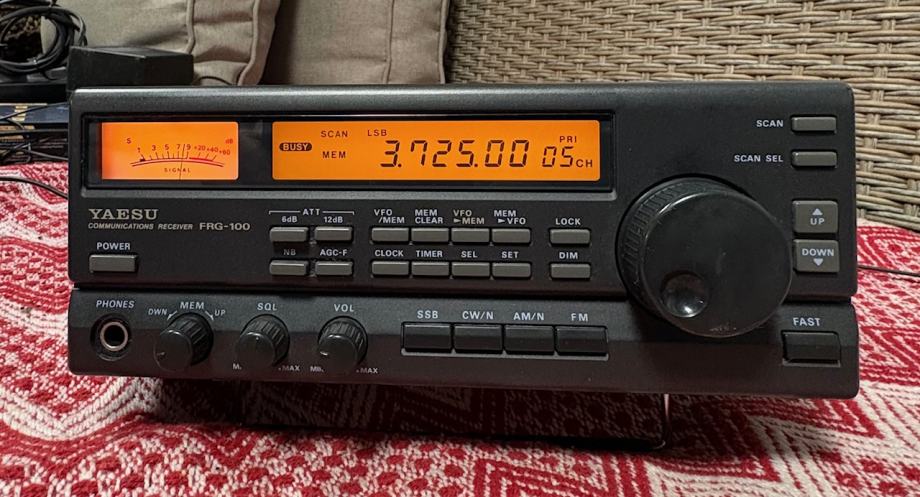 S
dB
1 3 5 7 9 +20 +40 +60
SIGNAL
SCAN LSB
BUSY
MEM
3.725.00
PRI
05 CH
SCAN
SCAN SEL
YAESU
COMMUNICATIONS RECEIVER FRG-100
POWER
ATT
6dB 12dB
NB AGC-F
VFO /MEM
MEM CLEAR
VFO ►MEM
MEM ►VFO
LOCK
CLOCK TIMER SEL SET DIM
▲ UP
DOWN ▼
PHONES
DWN MEM UP
SQL
MAX
VOL
MAX
SSB CW/N AM/N FM
FAST